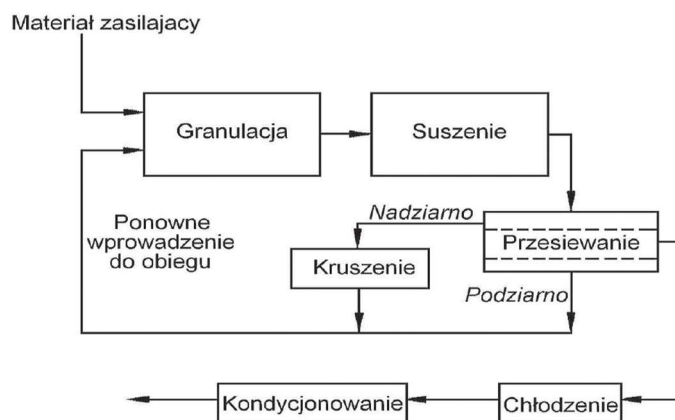 Materiał zasilajacy
Granulacja
Suszenie
Nadziarno
Ponowne
wprowadzenie
do obiegu
Przesiewanie
Kruszenie
Podziarno
Kondycjonowanie
Chłodzenie